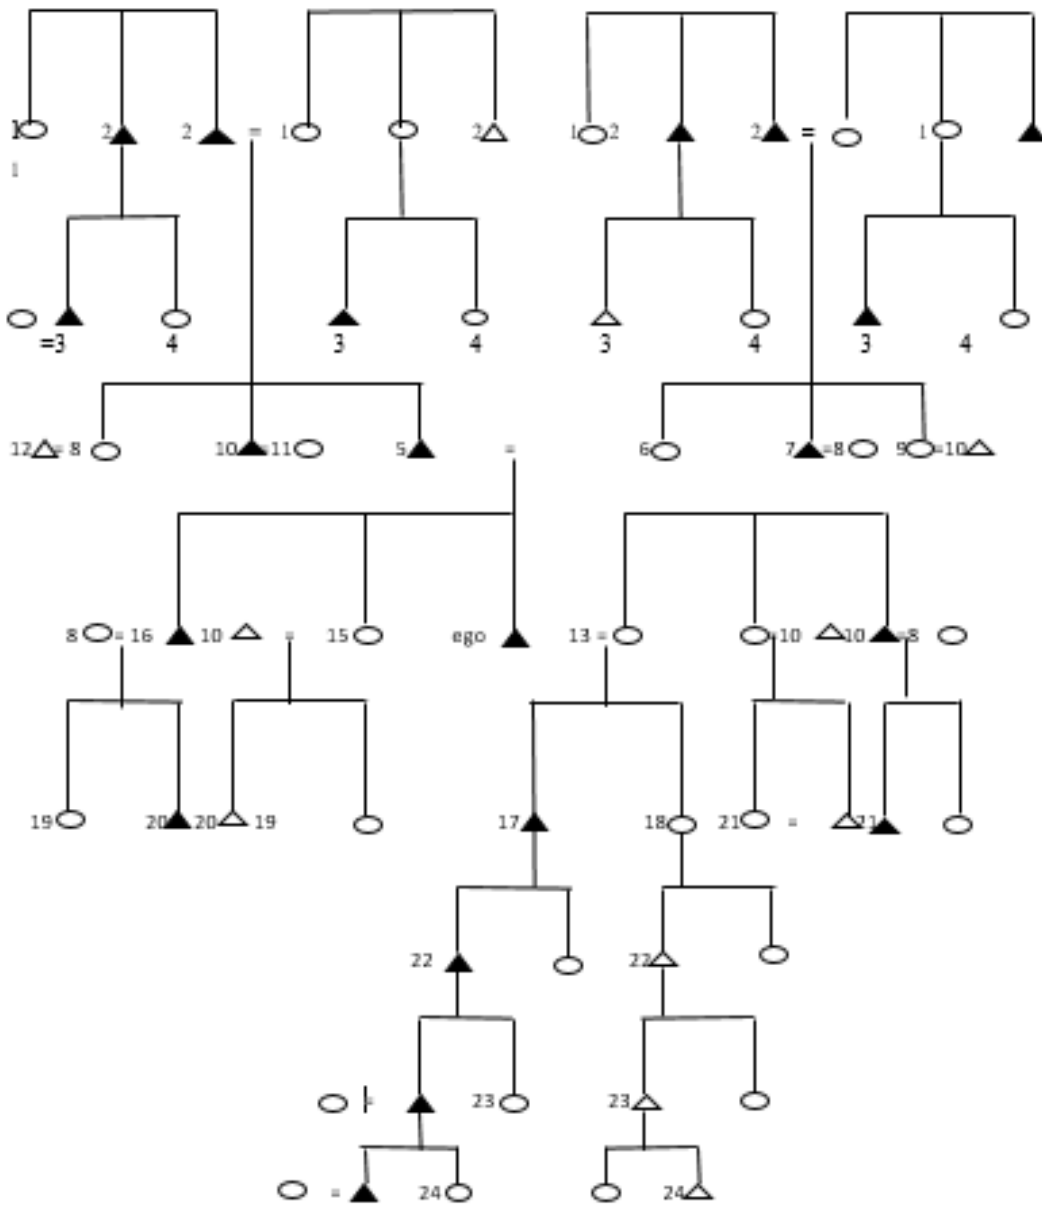 1 2 2 = 1 2 1 2 2 = 1
1
=3 4 3 4 3 4 3 4
12 = 8 10 =11 5 = 6 7 =8 9 =10
8 = 16 10 = 15 ego 13 = =10 10 =8
19 20 20 19 17 18 21 = 21
22 22
= 23 23
= 24 24